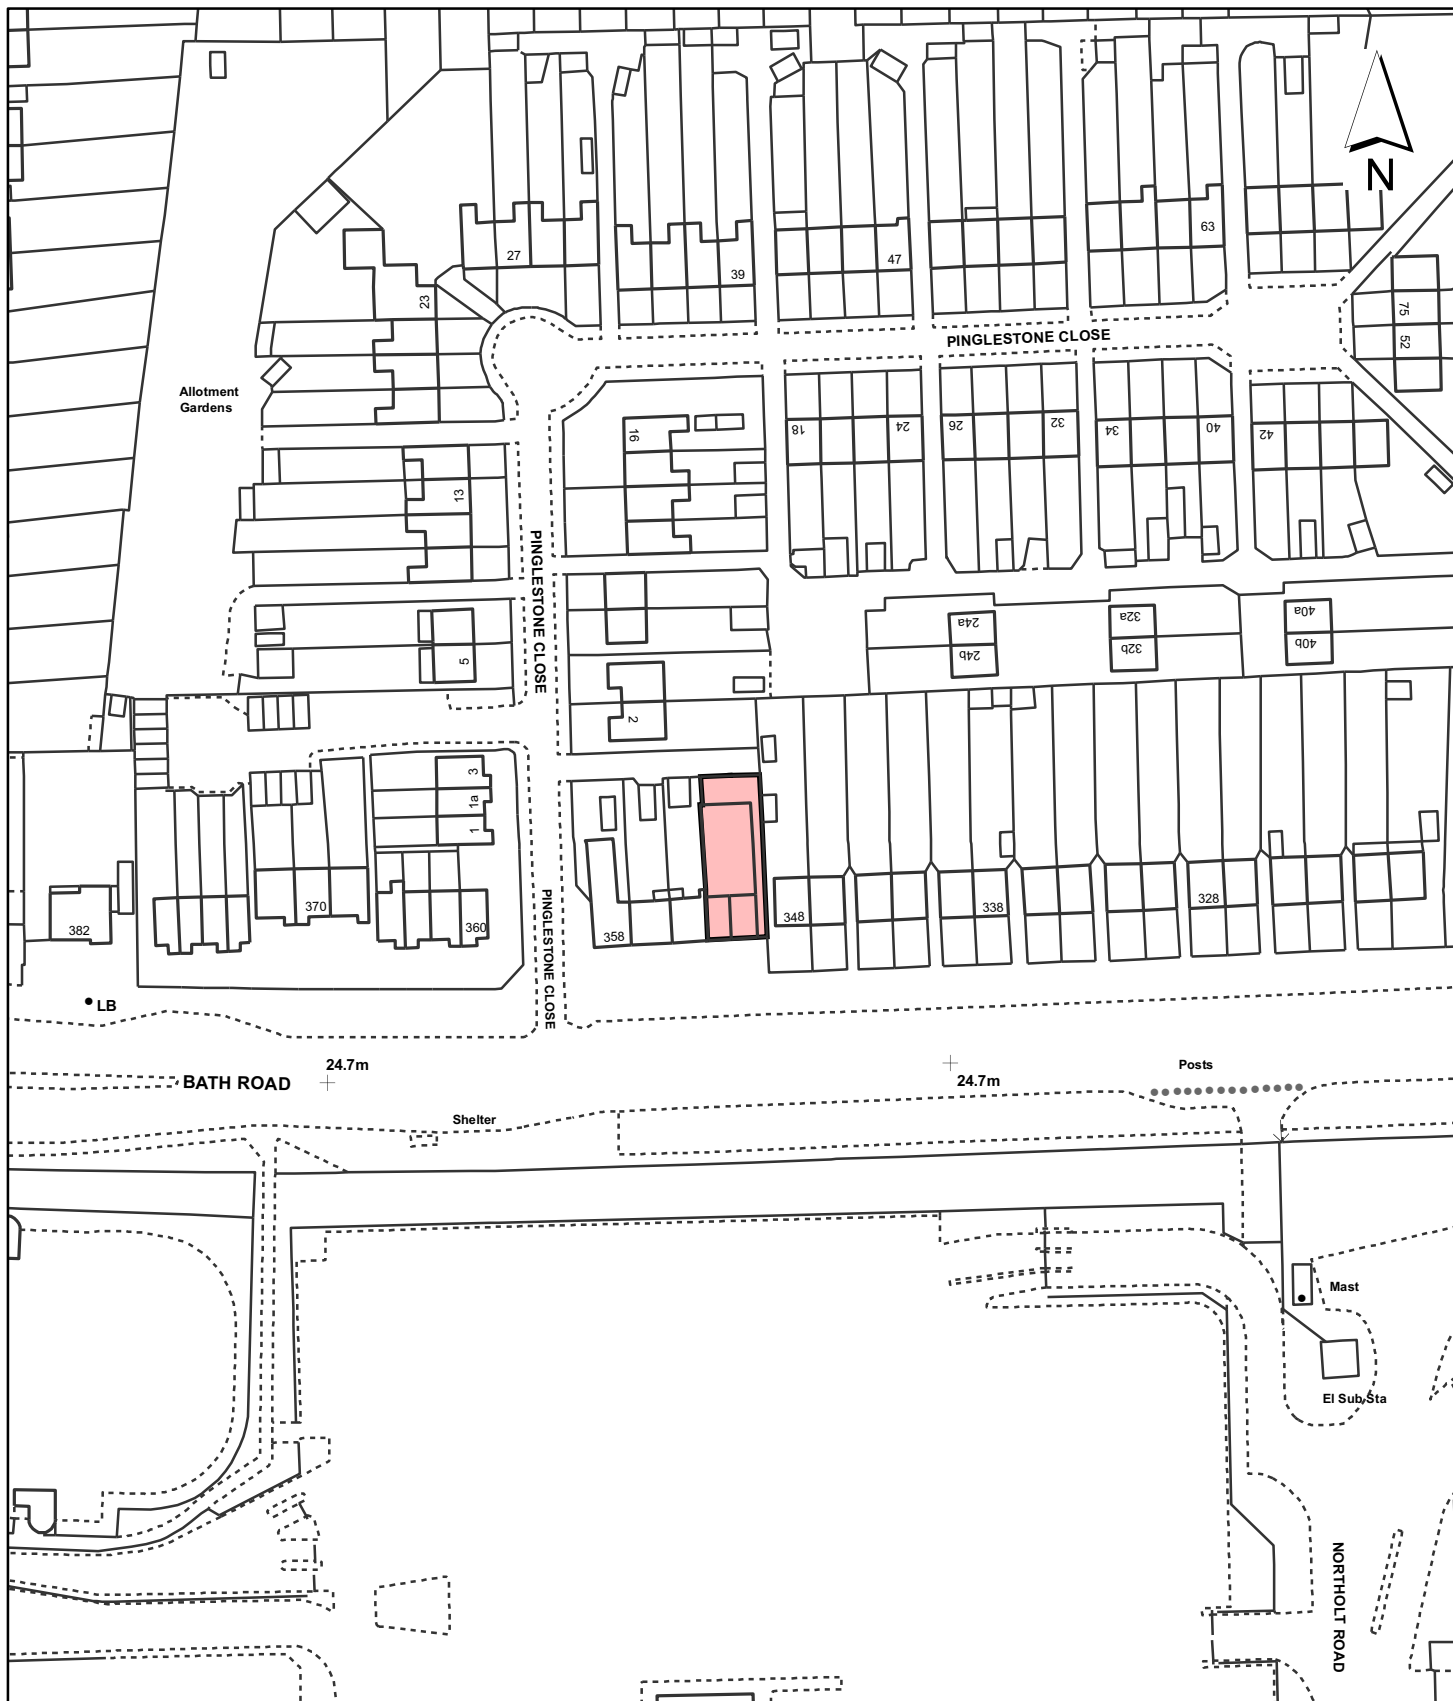 N
63
27
47
39
23
75
PINGLESTONE CLOSE
52
Allotment
Gardens
16
18
24
26
32
34
40
42
13
PINGLESTONE CLOSE
24a
32a
40a
24b
32b
40b
5
2
3
1a
1
328
370
338
348
360
382
358
PINGLESTONE CLOSE
LB
24.7m
Posts
BATH ROAD
24.7m
Shelter
Mast
El Sub Sta
NORTHOLT ROAD